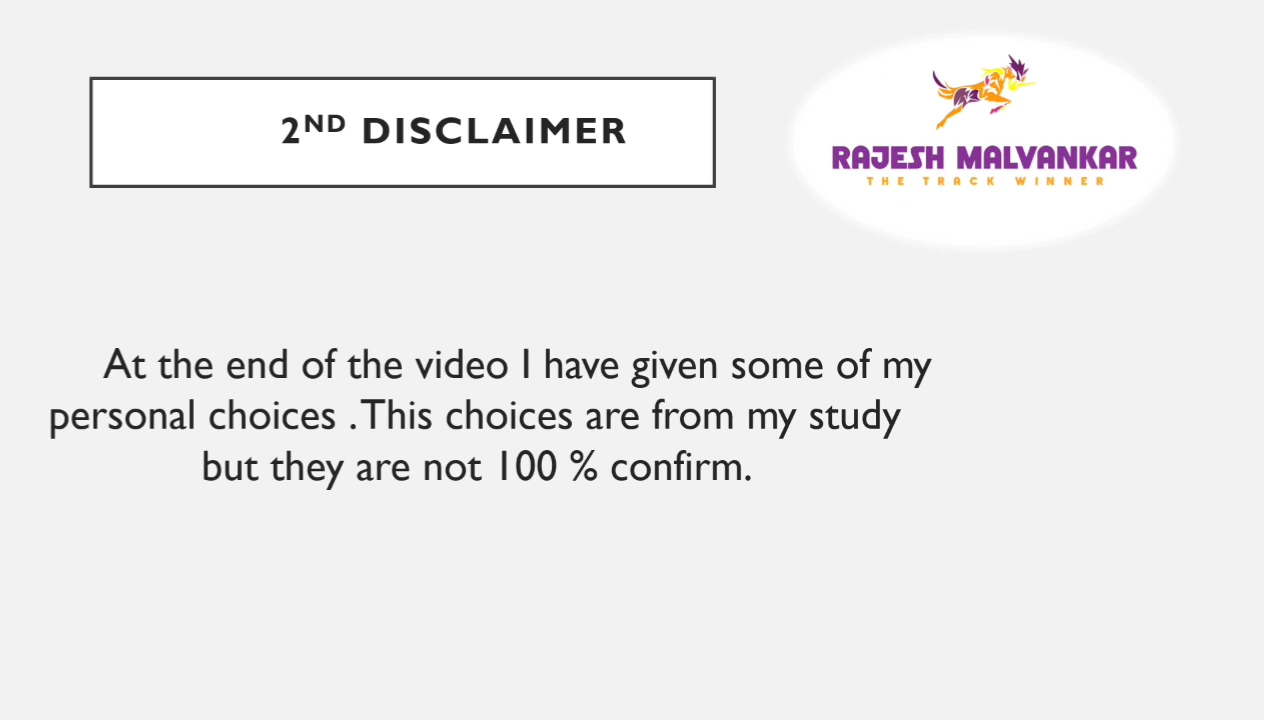 2ND DISCLAIMER
RAJESH MALVANKAR
THE TRACK WINNER
At the end of the video I have given some of my
personal choices . This choices are from my study
but they are not 100 % confirm.